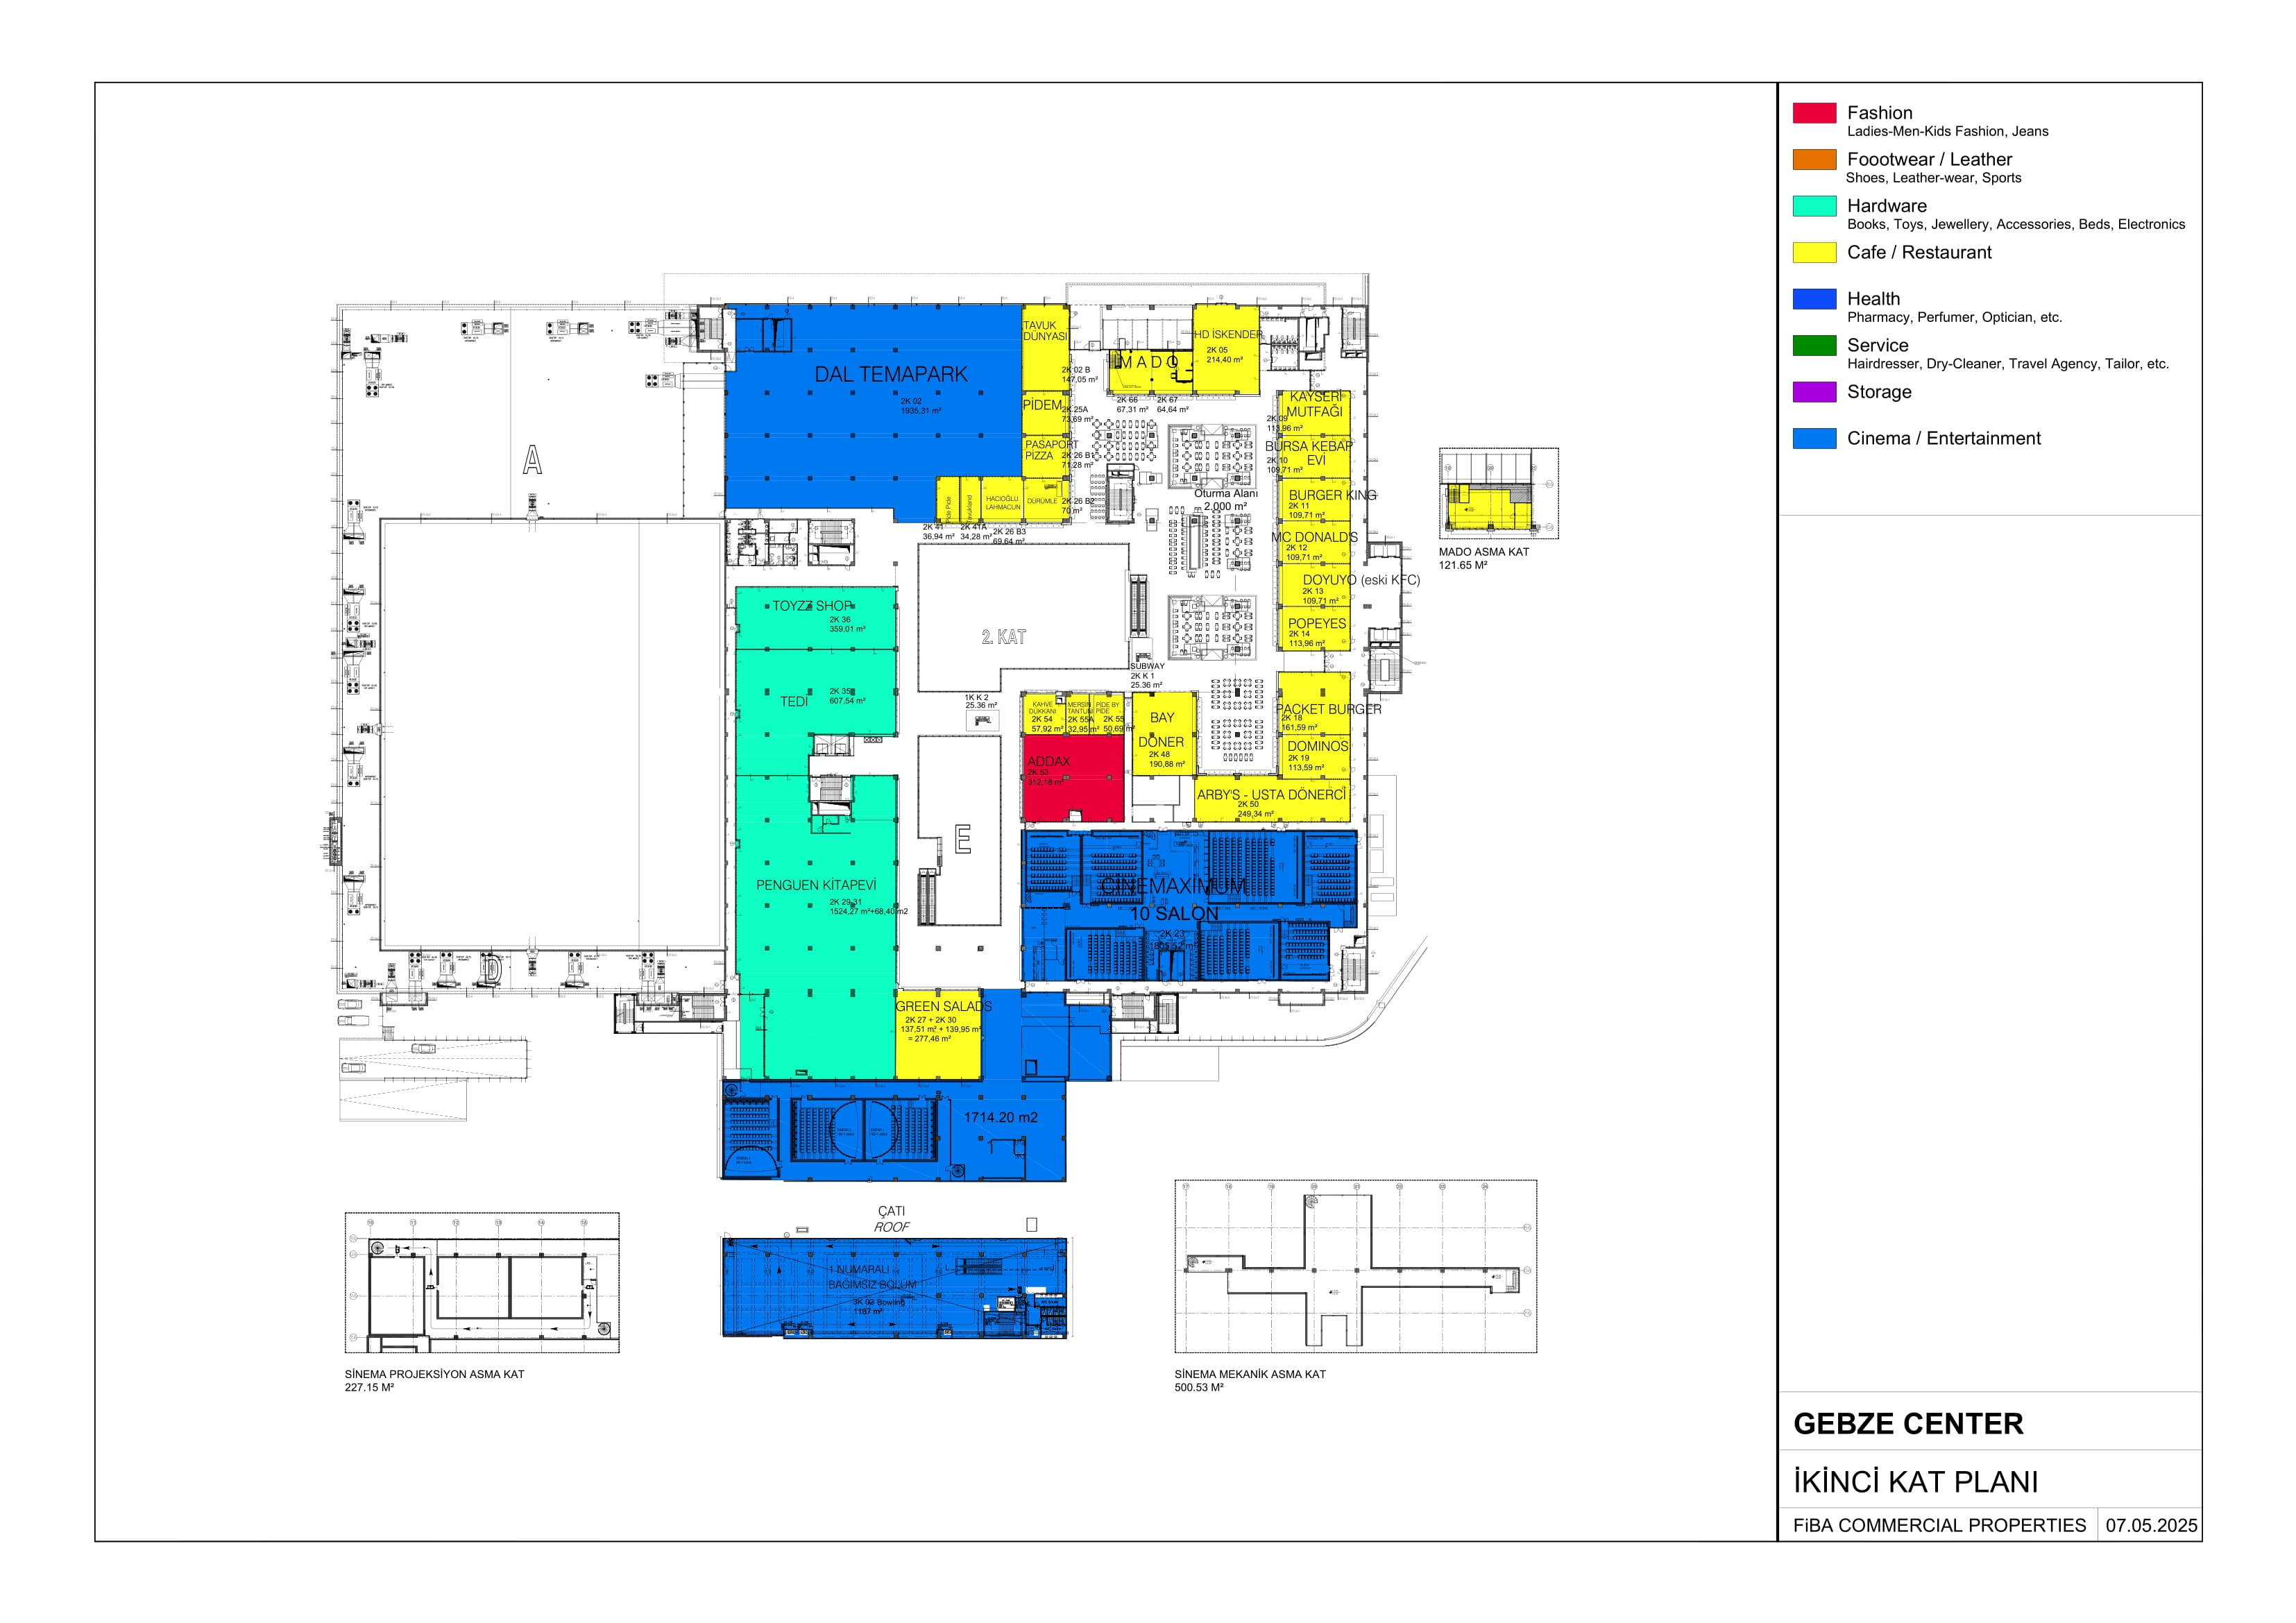 Fashion
Ladies-Men-Kids Fashion, Jeans
Foootwear / Leather
Shoes, Leather-wear, Sports
Hardware
Books, Toys, Jewellery, Accessories, Beds, Electronics
Cafe / Restaurant
Health
Pharmacy, Perfumer, Optician, etc.
Service
Hairdresser, Dry-Cleaner, Travel Agency, Tailor, etc.
Storage
Cinema / Entertainment
A
DAL TEMAPARK
2K 02
1935,31 m²
TAVUK
DÜNYASI
2K 02 B
147,05 m²
PİDEM
2K 25A
73,69 m²
PASAPORT
PİZZA
2K 26 B1
71,28 m²
Pide Pide
Tavukland
HACIOĞLU
LAHMACUN
DÜRÜMLE
2K 26 B2
70 m²
2K 41
36,94 m²
2K 41A
34,28 m²
2K 26 B3
69,64 m²
MADO
2K 66
67,31 m²
2K 67
64,64 m²
HD İSKENDER
2K 05
214,40 m²
KAYSERİ
MUTFAĞI
2K 09
113,96 m²
BURSA KEBAP
EVİ
2K 10
109,71 m²
Oturma Alanı
2,000 m²
BURGER KING
2K 11
109,71 m²
MC DONALD'S
2K 12
109,71 m²
DOYUYO (eski KFC)
2K 13
109,71 m²
POPEYES
2K 14
113,96 m²
MADO ASMA KAT
121.65 M²
TOYZZ SHOP
2K 36
359,01 m²
2. KAT
SUBWAY
2K K 1
25.36 m²
TEDİ
2K 35
607,54 m²
1K K 2
25.36 m²
KAHVE
DÜKKANI
2K 54
57,92 m²
MERSİN
TANTUNİ
2K 55A
32,95 m²
PİDE BY
PİDE
2K 55
50,69 m²
BAY
DÖNER
2K 48
190,88 m²
PACKET BURGER
2K 18
161,59 m²
DOMINOS
2K 19
113,59 m²
ADDAX
2K 53
312,18 m²
ARBY'S - USTA DÖNERCİ
2K 50
249,34 m²
E
PENGUEN KİTAPEVİ
2K 29-31
1524,27 m²+68,40 m2
CINEMAXIMUM
10 SALON
2K 23
D
GREEN SALADS
2K 27 + 2K 30
137,51 m² + 139,95 m²
= 277,46 m²
1714.20 m2
ÇATI
ROOF
1 NUMARALI
BAĞIMSIZ BÖLÜM
3K 02 Bowling
1167 m²
SİNEMA PROJEKSİYON ASMA KAT
227.15 M²
SİNEMA MEKANİK ASMA KAT
500.53 M²
GEBZE CENTER
İKİNCİ KAT PLANI
FiBA COMMERCIAL PROPERTIES
07.05.2025